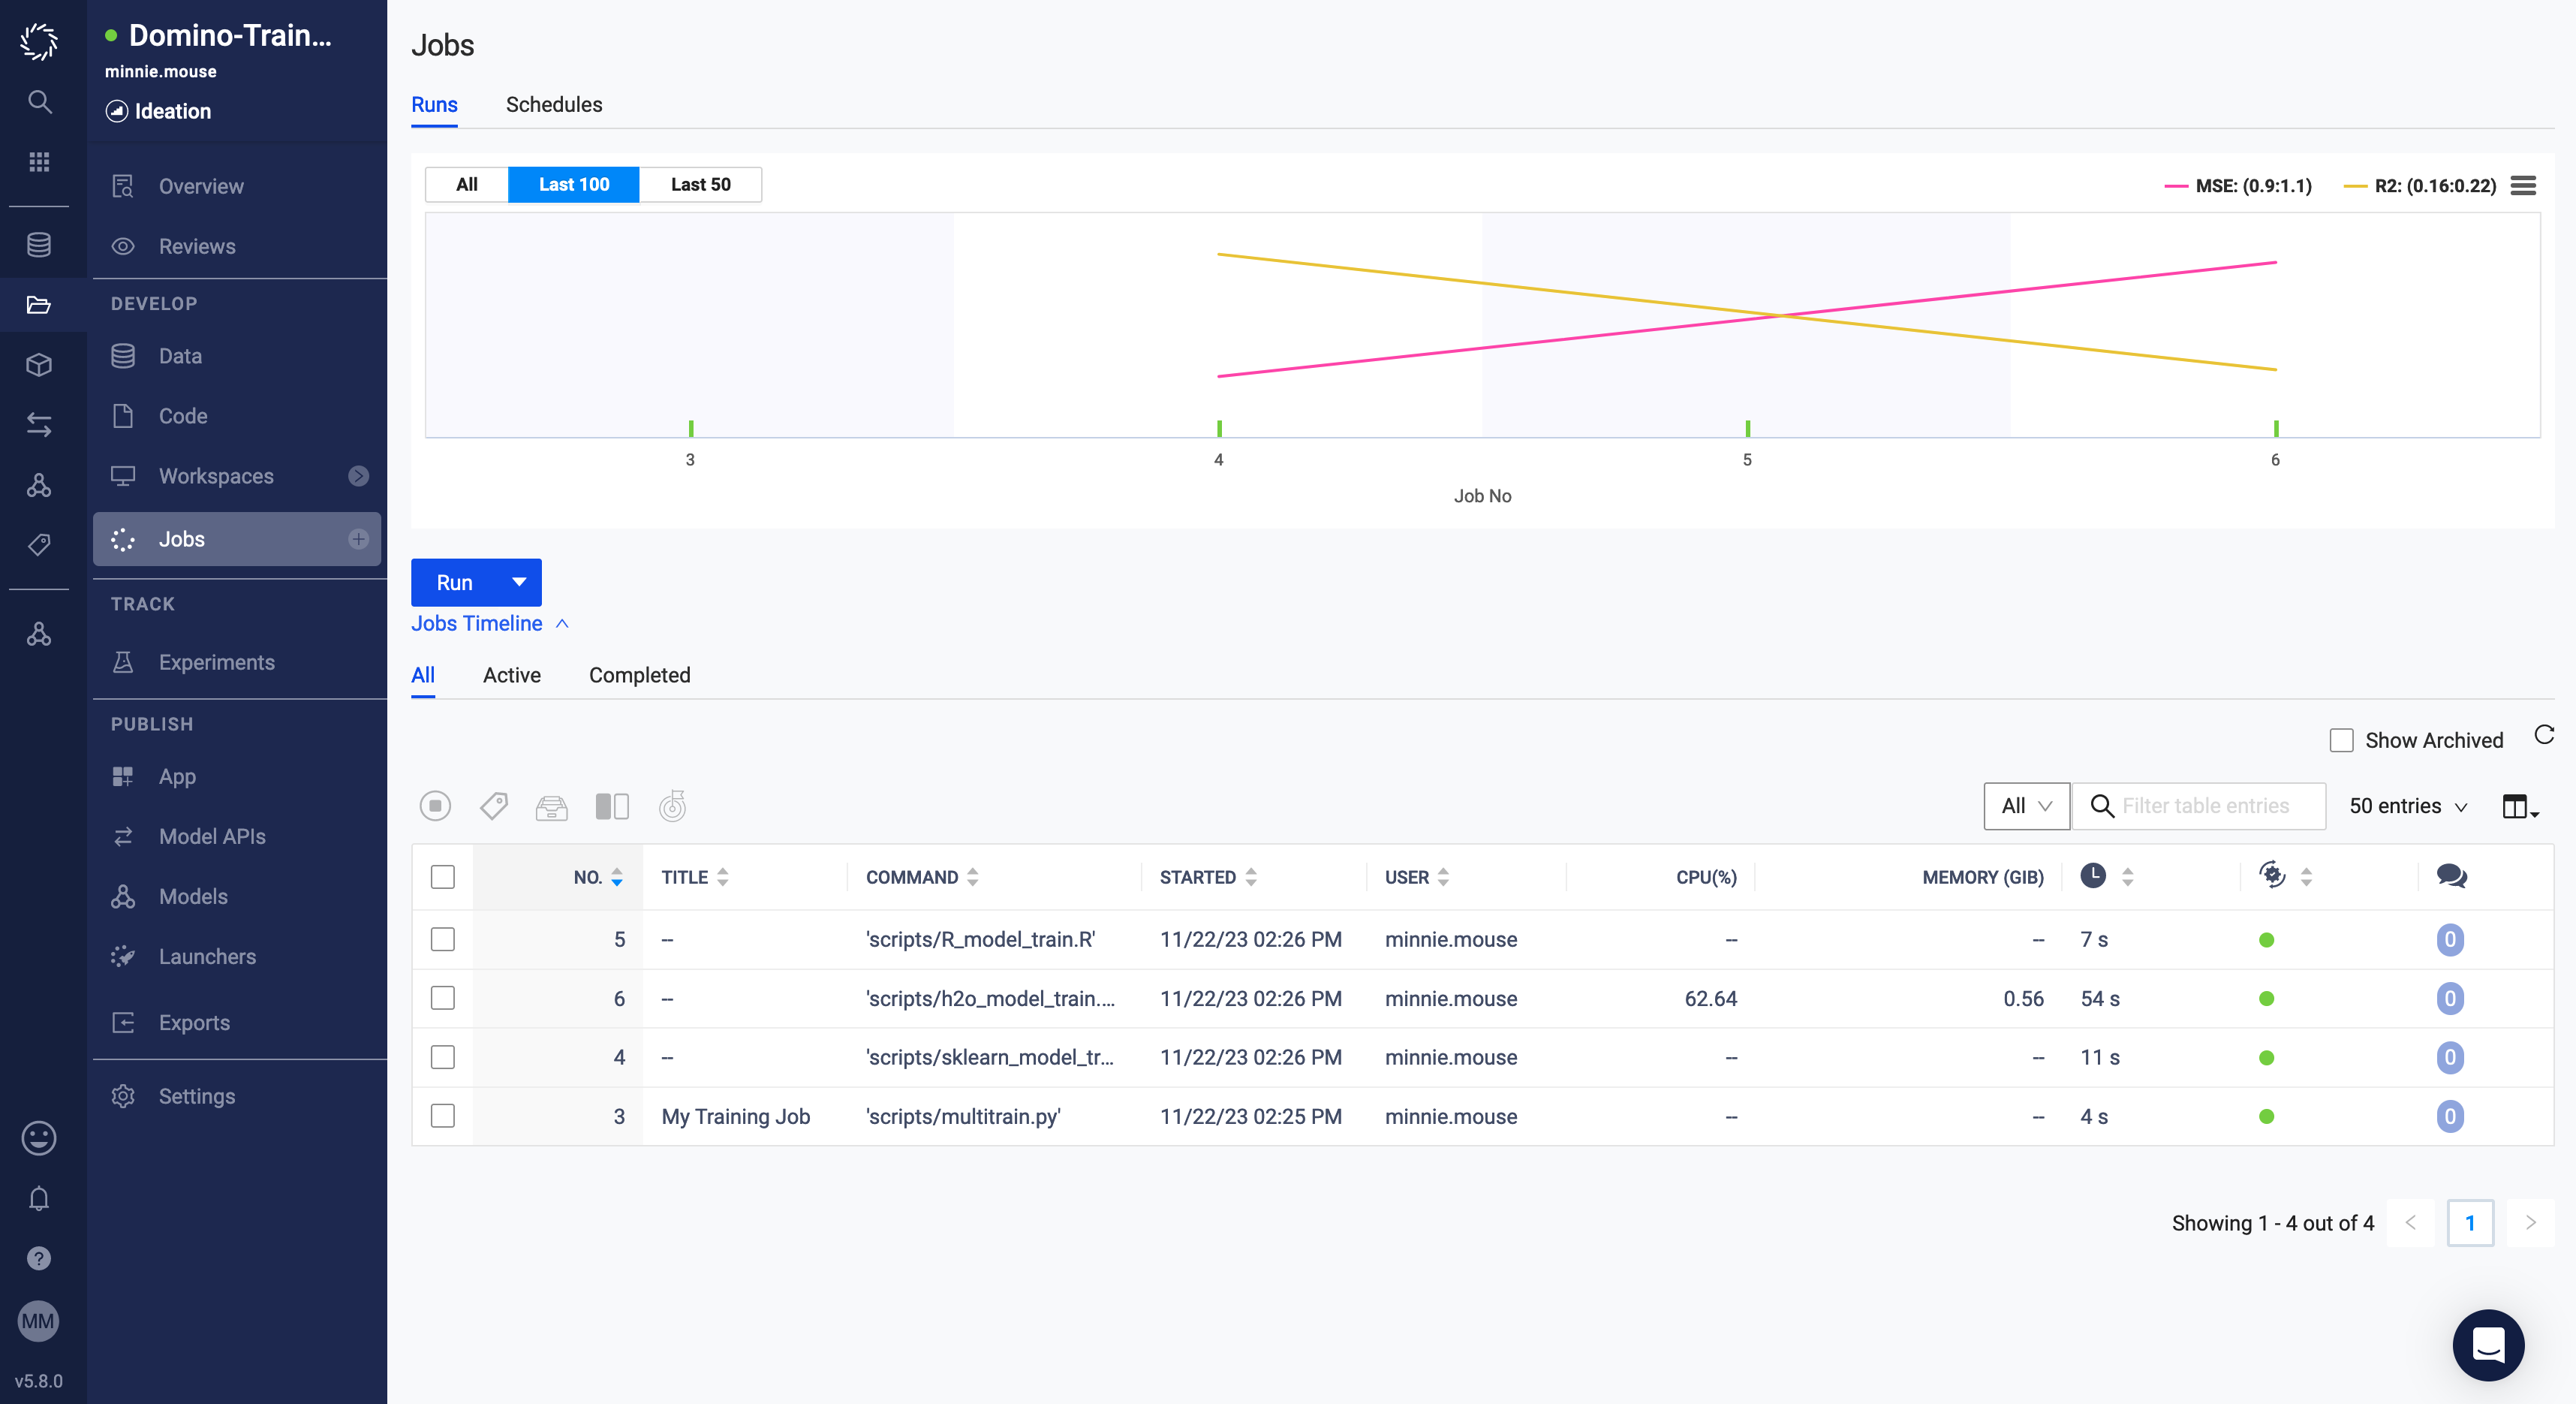 Domino-Train...
minnie.mouse
Ideation
Overview
Reviews
DEVELOP
Data
Code
Workspaces
Jobs
TRACK
Experiments
PUBLISH
App
Model APIs
Models
Launchers
Exports
Settings
?
MM
v5.8.0
Jobs
Runs Schedules
All Last 100 Last 50
MSE: (0.9:1.1) R2: (0.16:0.22)
3 4 5 6
Job No
Run
Jobs Timeline
All Active Completed
Show Archived
All Filter table entries 50 entries
NO. TITLE COMMAND STARTED USER CPU(%) MEMORY (GIB)
5 -- 'scripts/R_model_train.R' 11/22/23 02:26 PM minnie.mouse -- -- 7 s 0
6 -- 'scripts/h2o_model_train.... 11/22/23 02:26 PM minnie.mouse 62.64 0.56 54 s 0
4 -- 'scripts/sklearn_model_tr... 11/22/23 02:26 PM minnie.mouse -- -- 11 s 0
3 My Training Job 'scripts/multitrain.py' 11/22/23 02:25 PM minnie.mouse -- -- 4 s 0
Showing 1 - 4 out of 4 < 1 >